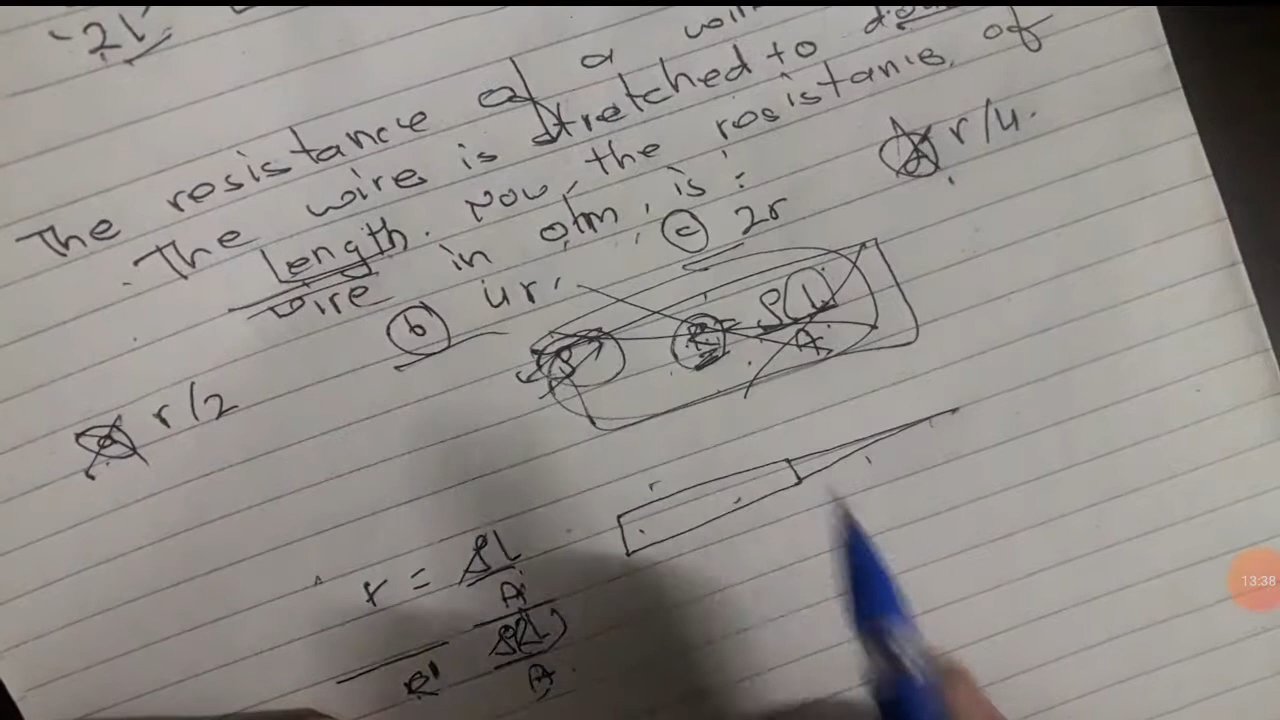 21
The resistance of a
The wire is stretched to
Length. Now, the resistance of
wire in ohm, is:
r/2
(b) 4r.
(c) 2r
r/4.
R = ρ(L)
A
r = ρL
A
R' ρ(L)
A
13:38